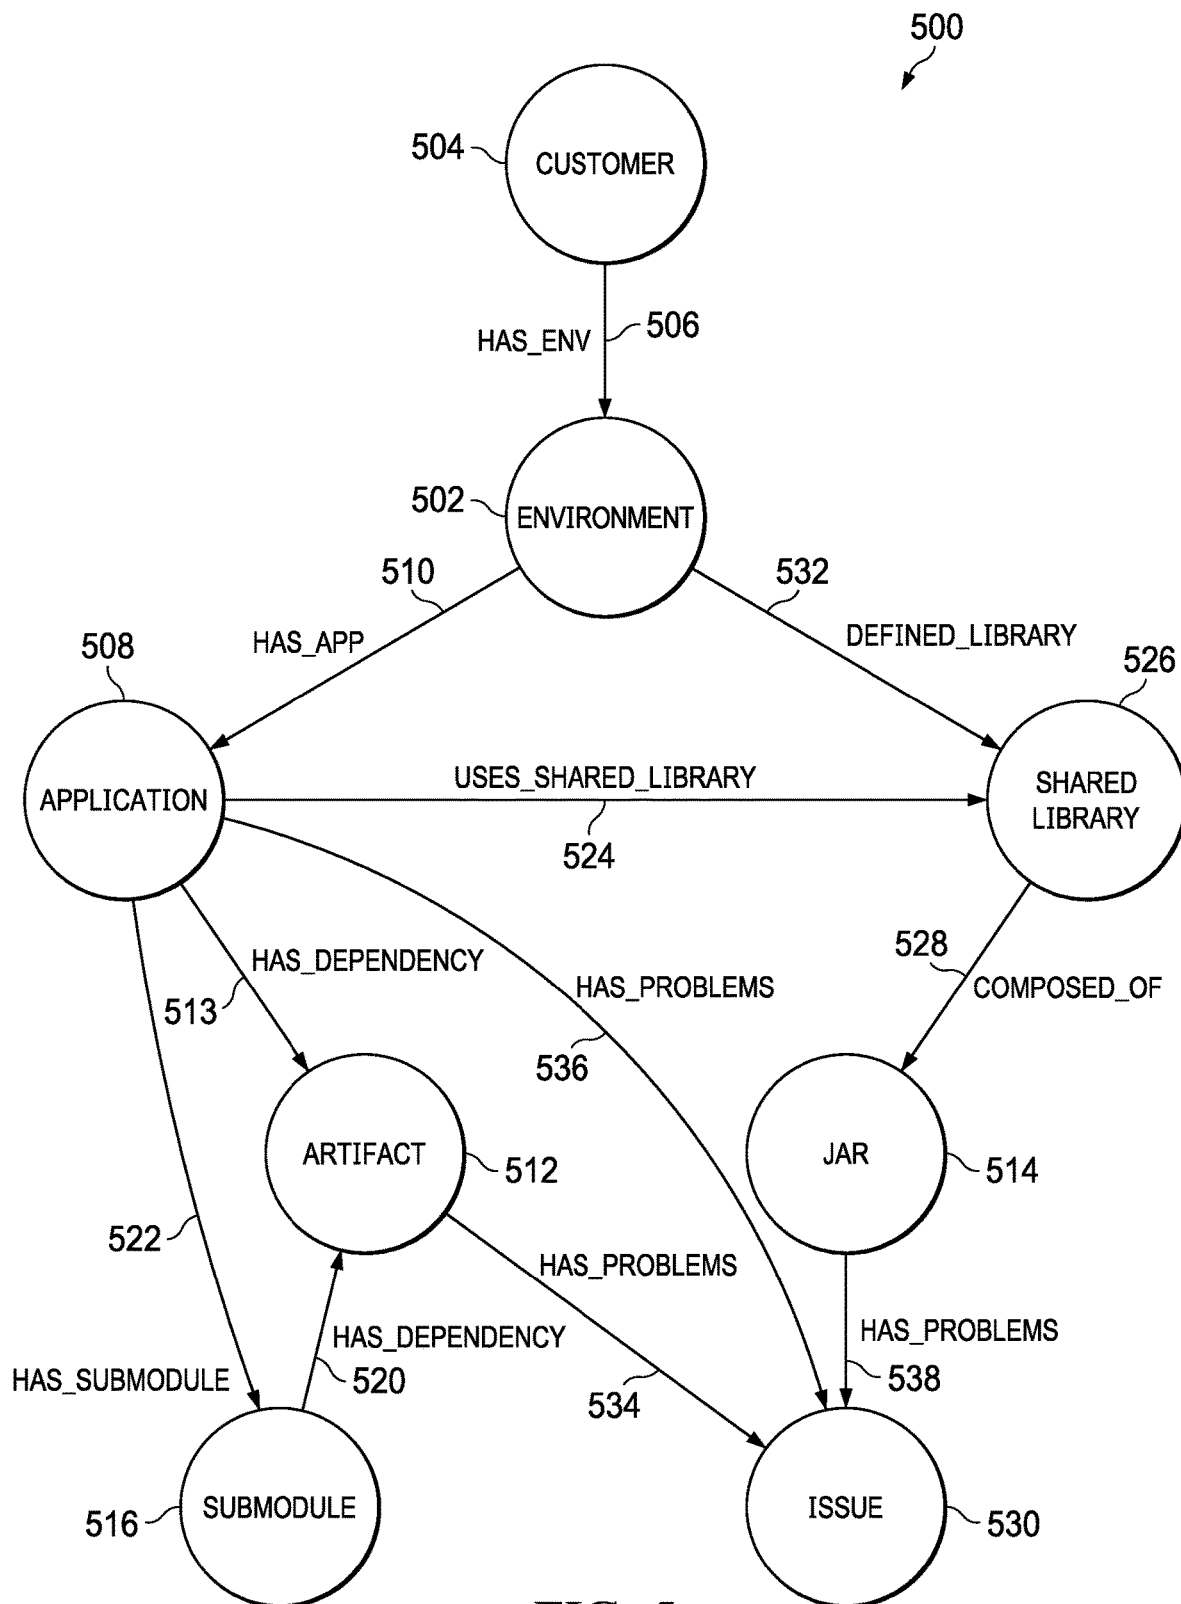 500
504
CUSTOMER
HAS_ENV
506
502
ENVIRONMENT
510
532
HAS_APP
DEFINED_LIBRARY
508
526
APPLICATION
USES_SHARED_LIBRARY
SHARED
LIBRARY
524
HAS_DEPENDENCY
528
513
HAS_PROBLEMS
COMPOSED_OF
536
ARTIFACT
512
JAR
514
522
HAS_PROBLEMS
HAS_DEPENDENCY
HAS_PROBLEMS
HAS_SUBMODULE
520
534
538
516
SUBMODULE
ISSUE
530